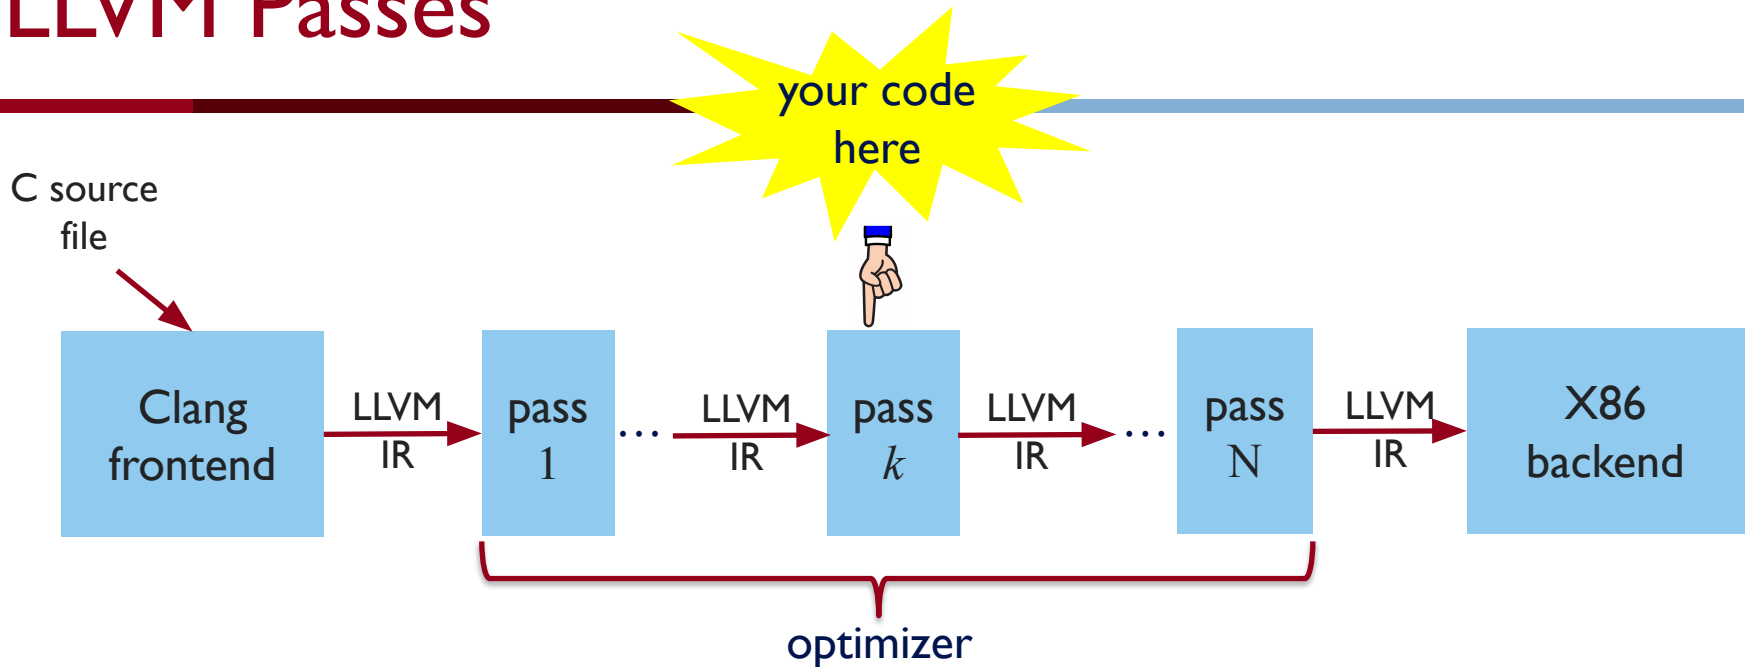 LLVM Passes
your code
here
C source
file
Clang
frontend
LLVM
IR
pass
1
...
LLVM
IR
pass
k
LLVM
IR
...
pass
N
LLVM
IR
X86
backend
optimizer